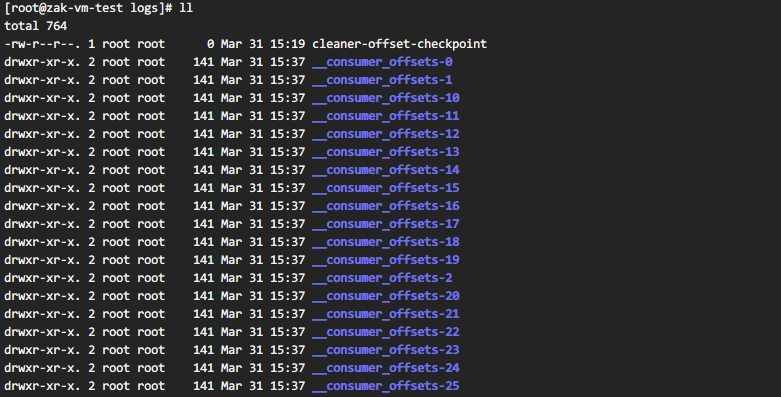 [root@zak-vm-test logs]# ll
total 764
-rw-r--r--. 1 root root     0 Mar 31 15:19 cleaner-offset-checkpoint
drwxr-xr-x. 2 root root   141 Mar 31 15:37 __consumer_offsets-0
drwxr-xr-x. 2 root root   141 Mar 31 15:37 __consumer_offsets-1
drwxr-xr-x. 2 root root   141 Mar 31 15:37 __consumer_offsets-10
drwxr-xr-x. 2 root root   141 Mar 31 15:37 __consumer_offsets-11
drwxr-xr-x. 2 root root   141 Mar 31 15:37 __consumer_offsets-12
drwxr-xr-x. 2 root root   141 Mar 31 15:37 __consumer_offsets-13
drwxr-xr-x. 2 root root   141 Mar 31 15:37 __consumer_offsets-14
drwxr-xr-x. 2 root root   141 Mar 31 15:37 __consumer_offsets-15
drwxr-xr-x. 2 root root   141 Mar 31 15:37 __consumer_offsets-16
drwxr-xr-x. 2 root root   141 Mar 31 15:37 __consumer_offsets-17
drwxr-xr-x. 2 root root   141 Mar 31 15:37 __consumer_offsets-18
drwxr-xr-x. 2 root root   141 Mar 31 15:37 __consumer_offsets-19
drwxr-xr-x. 2 root root   141 Mar 31 15:37 __consumer_offsets-2
drwxr-xr-x. 2 root root   141 Mar 31 15:37 __consumer_offsets-20
drwxr-xr-x. 2 root root   141 Mar 31 15:37 __consumer_offsets-21
drwxr-xr-x. 2 root root   141 Mar 31 15:37 __consumer_offsets-22
drwxr-xr-x. 2 root root   141 Mar 31 15:37 __consumer_offsets-23
drwxr-xr-x. 2 root root   141 Mar 31 15:37 __consumer_offsets-24
drwxr-xr-x. 2 root root   141 Mar 31 15:37 __consumer_offsets-25